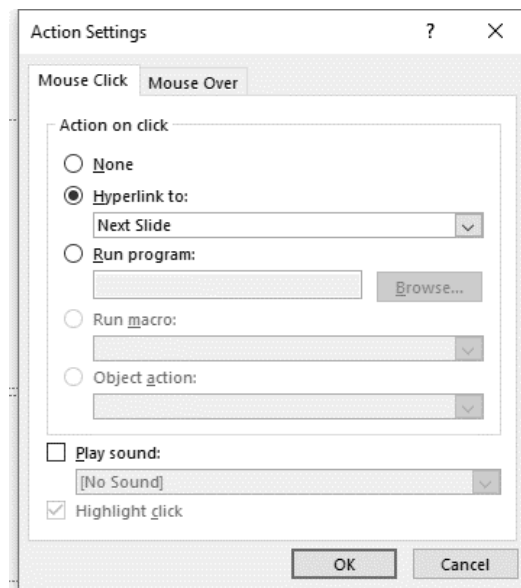 Action Settings ?
Mouse Click Mouse Over
Action on click
None
Hyperlink to:
Next Slide
Run program:
Browse...
Run macro:
Object action:
Play sound:
[No Sound]
Highlight click
OK Cancel